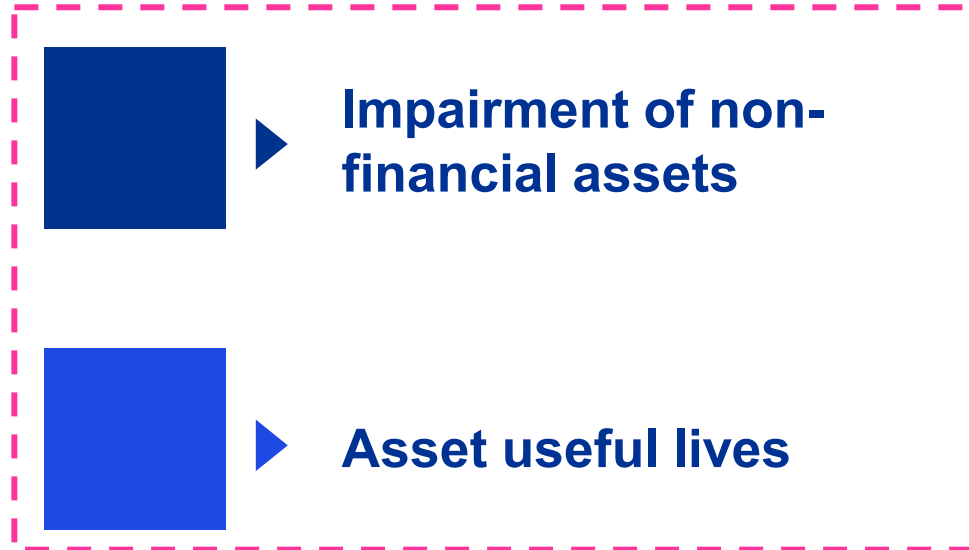 Impairment of non-
financial assets
Asset useful lives